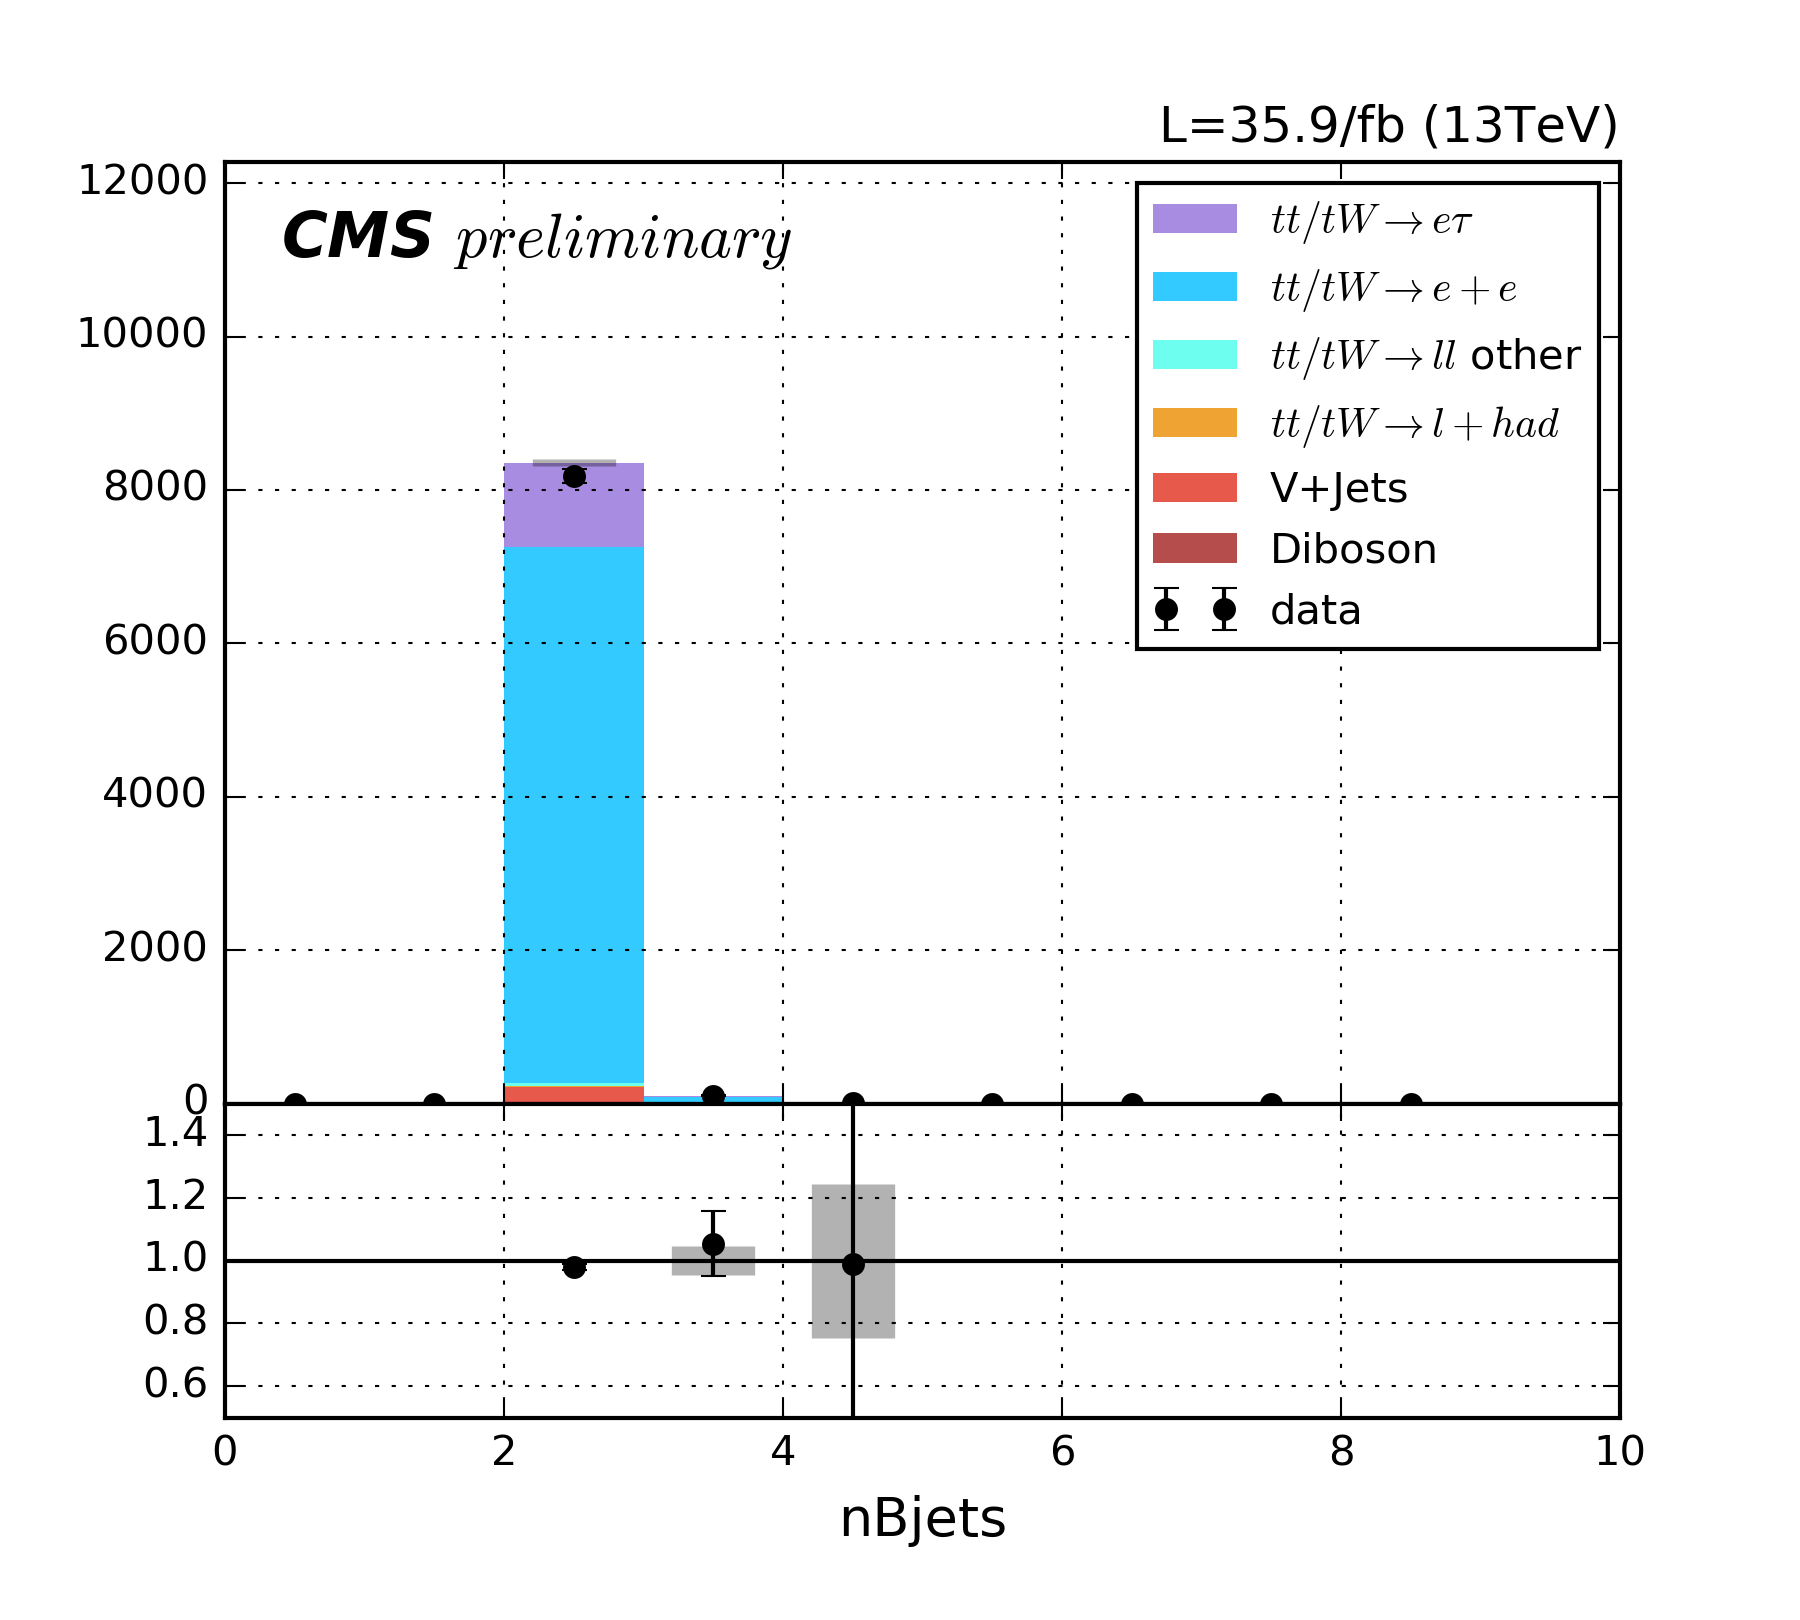 L=35.9/fb (13TeV)
CMS preliminary
12000
10000
8000
6000
4000
2000
0
tt/tW → eτ
tt/tW → e + e
tt/tW → ll other
tt/tW → l + had
V+Jets
Diboson
data
1.4
1.2
1.0
0.8
0.6
0 2 4 6 8 10
nBjets